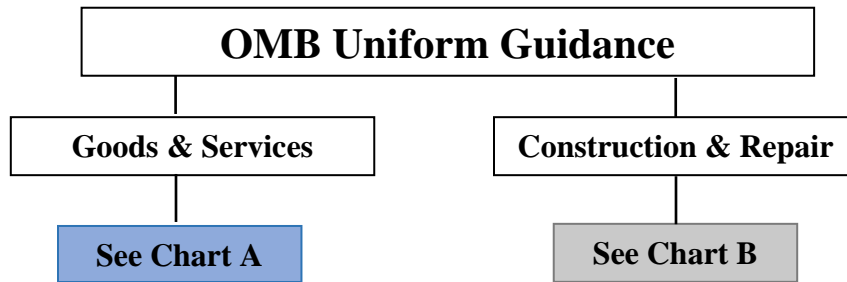 OMB Uniform Guidance
Goods & Services
Construction & Repair
See Chart A
See Chart B